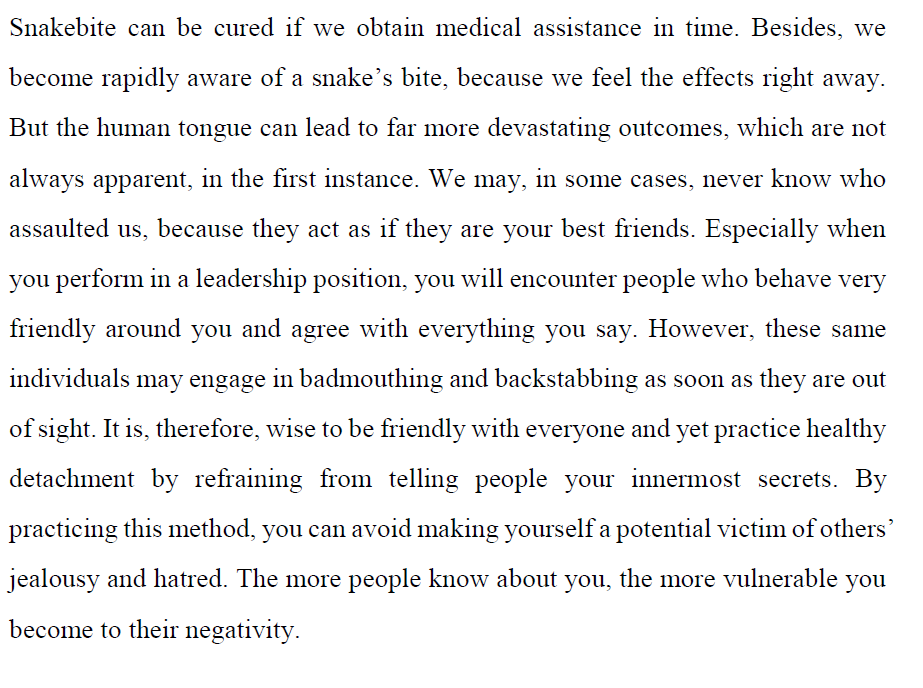 Snakebite can be cured if we obtain medical assistance in time. Besides, we
become rapidly aware of a snake’s bite, because we feel the effects right away.
But the human tongue can lead to far more devastating outcomes, which are not
always apparent, in the first instance. We may, in some cases, never know who
assaulted us, because they act as if they are your best friends. Especially when
you perform in a leadership position, you will encounter people who behave very
friendly around you and agree with everything you say. However, these same
individuals may engage in badmouthing and backstabbing as soon as they are out
of sight. It is, therefore, wise to be friendly with everyone and yet practice healthy
detachment by refraining from telling people your innermost secrets. By
practicing this method, you can avoid making yourself a potential victim of others’
jealousy and hatred. The more people know about you, the more vulnerable you
become to their negativity.